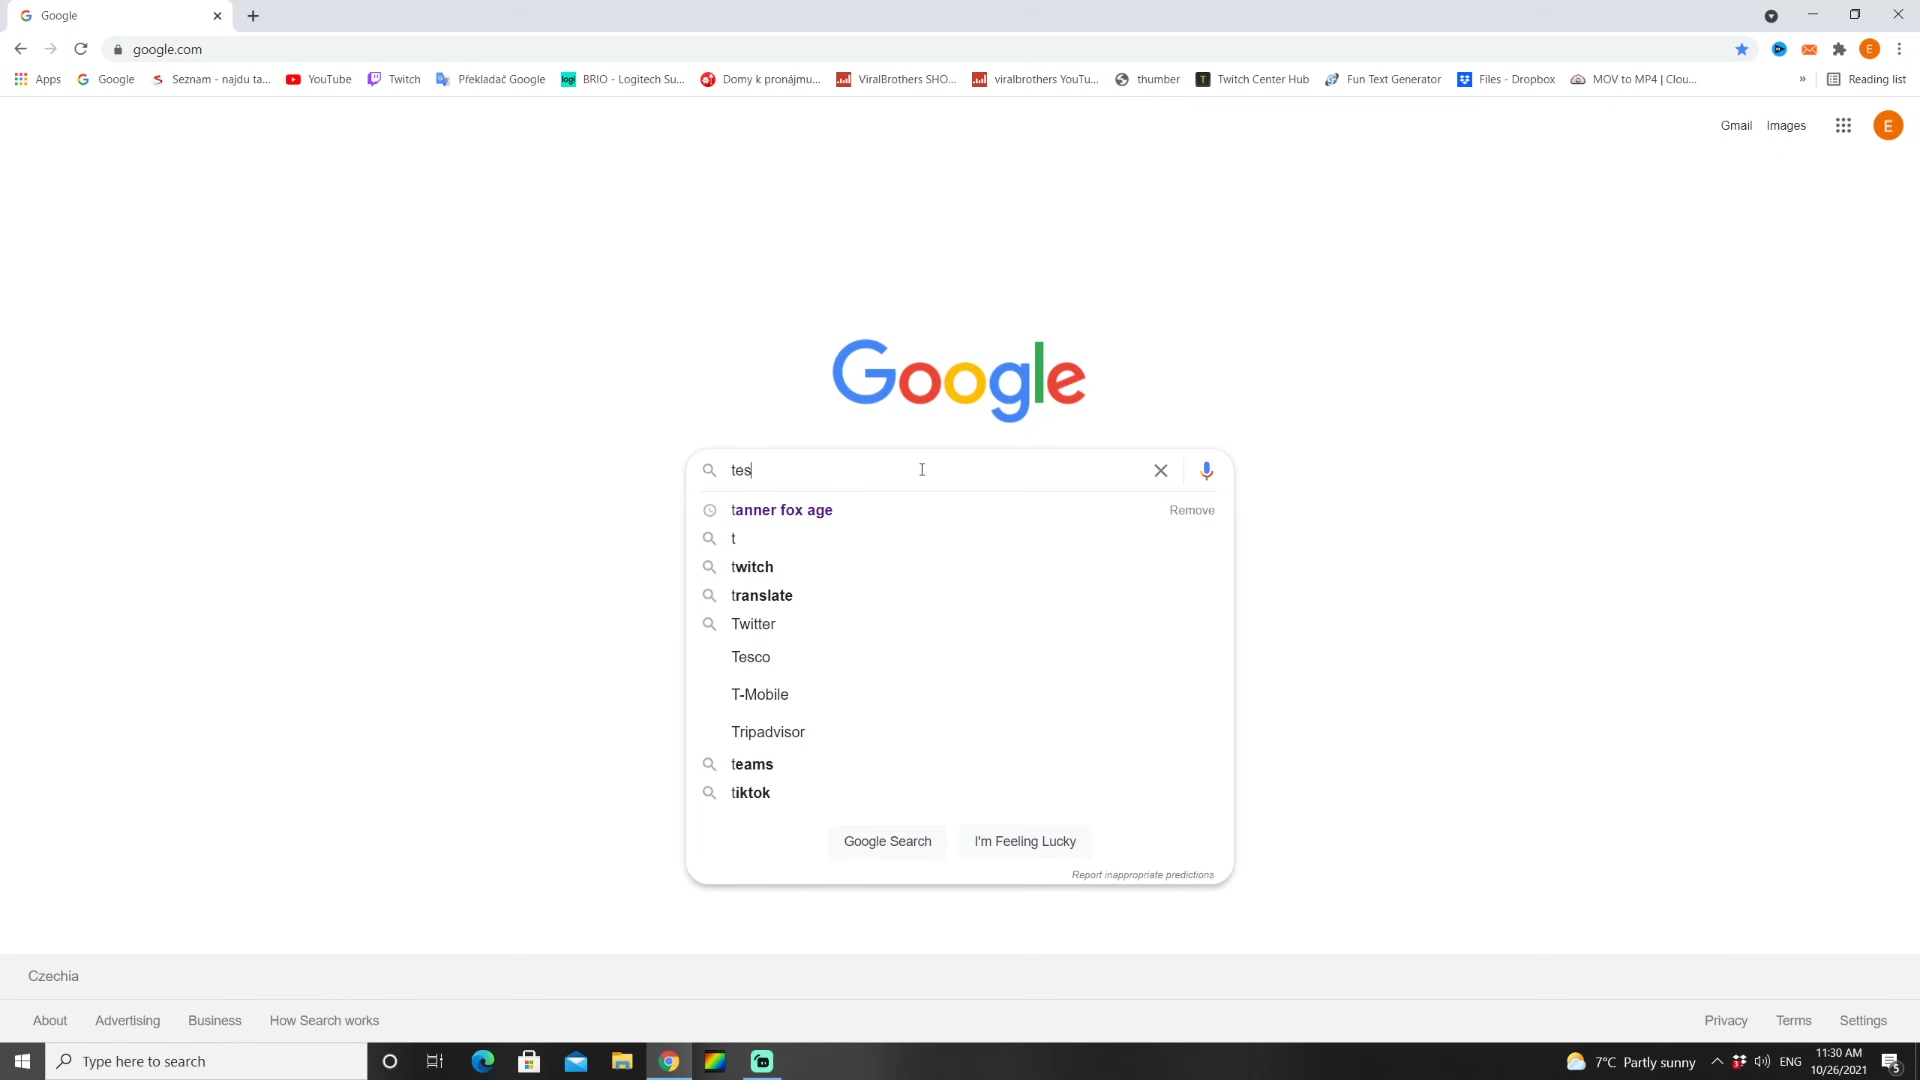 Google
google.com
Apps Google Seznam - najdu ta... YouTube Twitch Překladač Google BRIO - Logitech Su... Domy k pronájmu... ViralBrothers SHO... viralbrothers YouTu... thumber Twitch Center Hub Fun Text Generator Files - Dropbox MOV to MP4 | Clou... » Reading list
Gmail Images E
Google
tes
tanner fox age Remove
t
twitch
translate
Twitter
Tesco
T-Mobile
Tripadvisor
teams
tiktok
Google Search I'm Feeling Lucky
Report inappropriate predictions
Czechia
About Advertising Business How Search works Privacy Terms Settings
Type here to search 7°C Partly sunny ENG 11:30 AM
10/26/2021 5